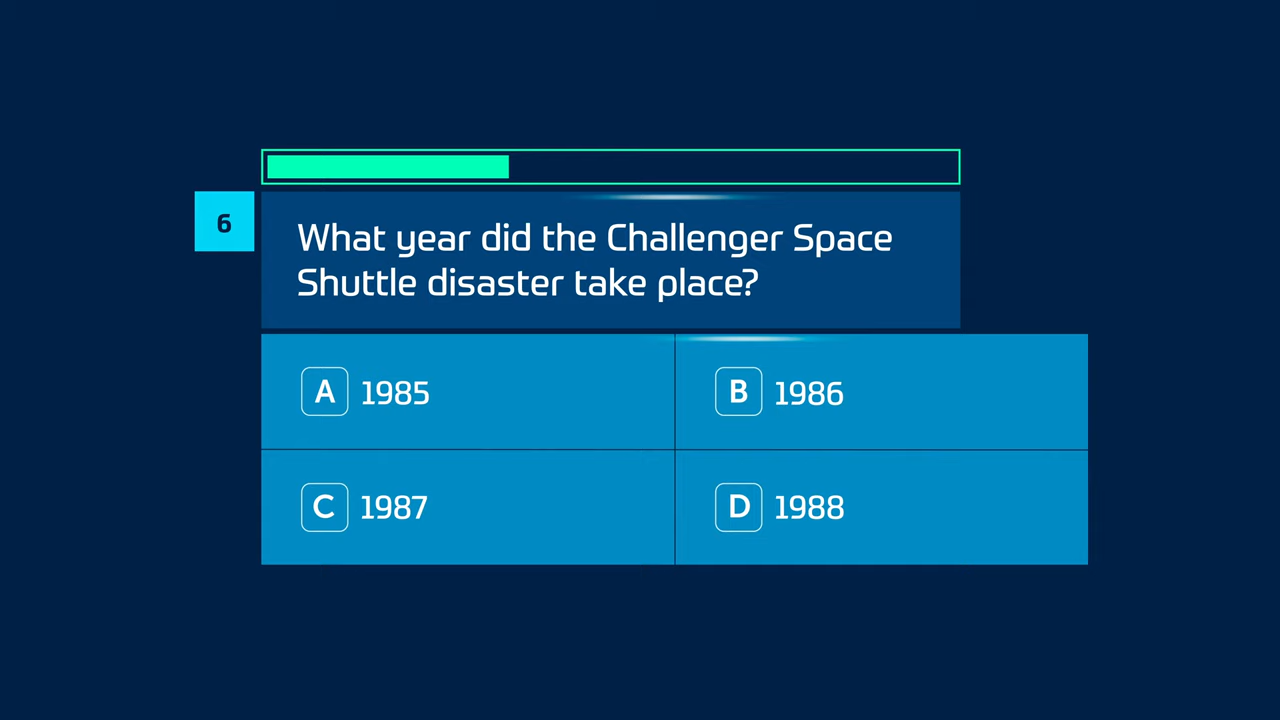 6
What year did the Challenger Space
Shuttle disaster take place?
A 1985
B 1986
C 1987
D 1988